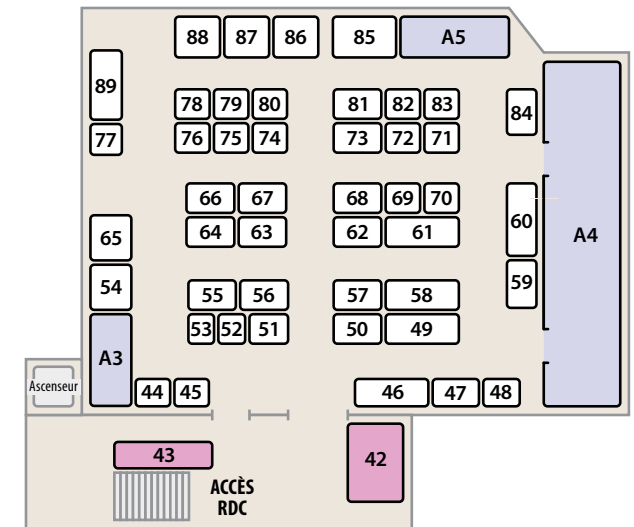 88 87 86 85 A5
89
78 79 80 81 82 83 84
77 76 75 74 73 72 71
66 67 68 69 70
60
A4
65 64 63 62 61
54 55 56 57 58 59
53 52 51 50 49
A3
Ascenseur 44 45 46 47 48
43 42
ACCÈS
RDC